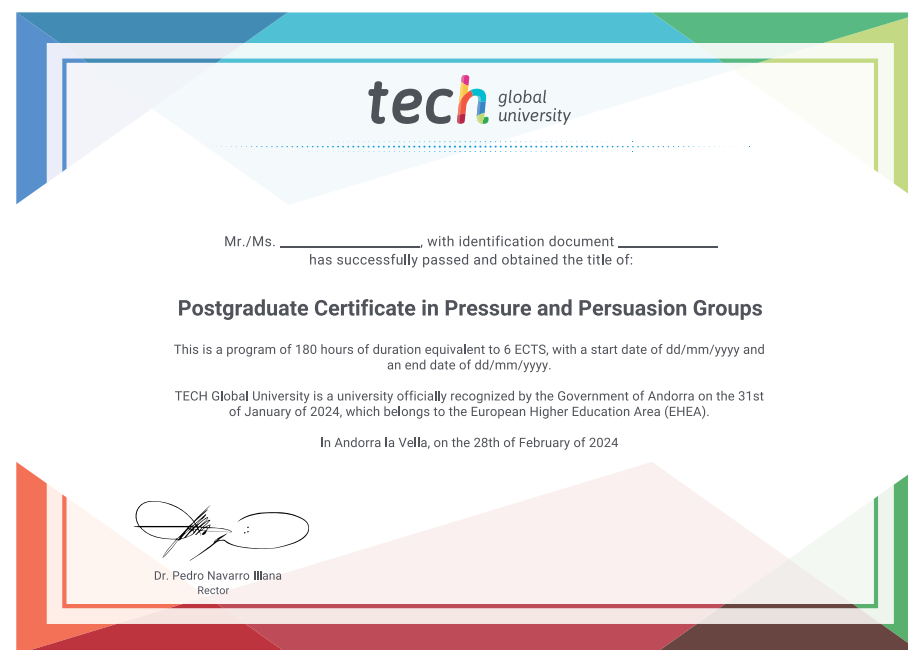 tech global
university
Mr./Ms. ____________, with identification document ____________
has successfully passed and obtained the title of:
Postgraduate Certificate in Pressure and Persuasion Groups
This is a program of 180 hours of duration equivalent to 6 ECTS, with a start date of dd/mm/yyyy and
an end date of dd/mm/yyyy.
TECH Global University is a university officially recognized by the Government of Andorra on the 31st
of January of 2024, which belongs to the European Higher Education Area (EHEA).
In Andorra la Vella, on the 28th of February of 2024
Dr. Pedro Navarro Illana
Rector